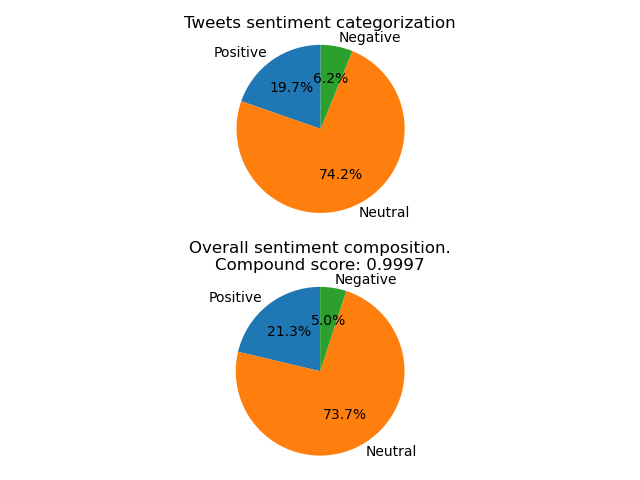 Tweets sentiment categorization
Negative
Positive
6.2%
19.7%
74.2%
Neutral
Overall sentiment composition.
Compound score: 0.9997
Negative
Positive
5.0%
21.3%
73.7%
Neutral